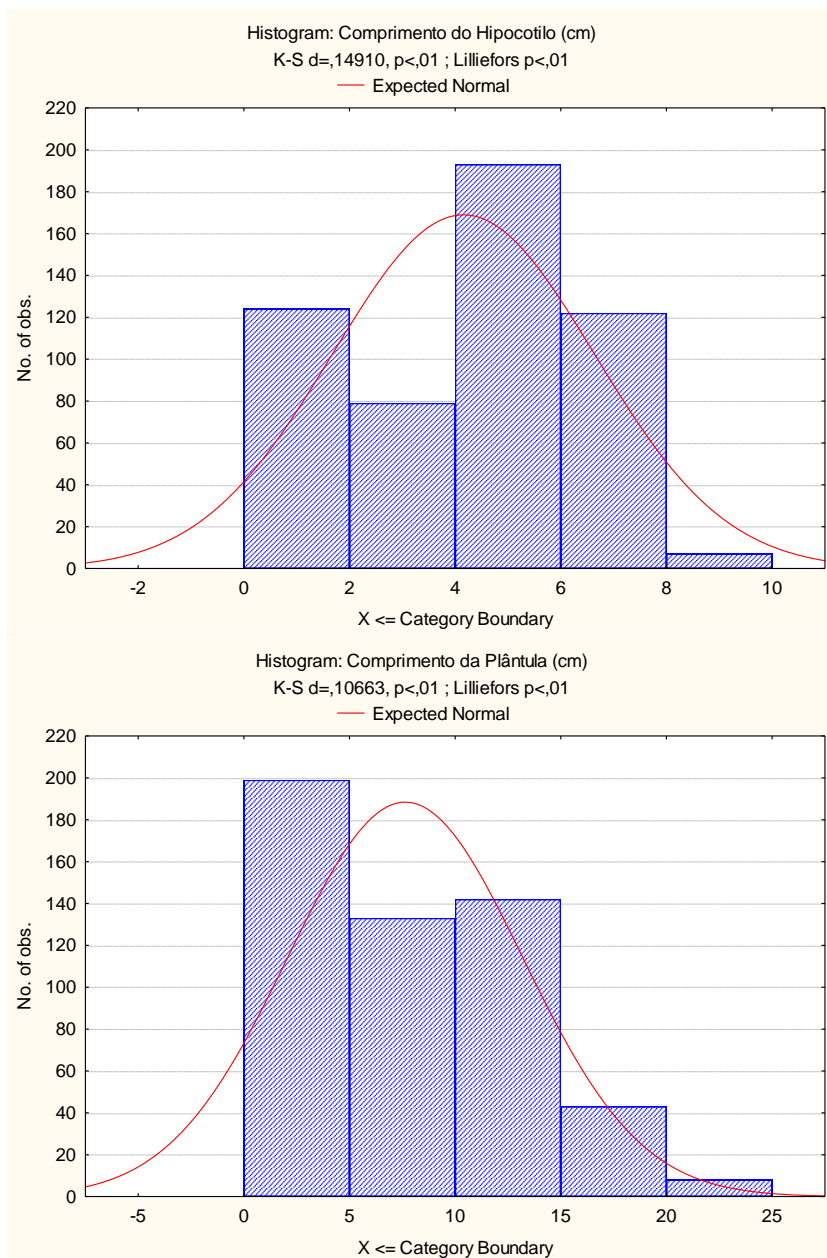 Histogram: Comprimento do Hipocotilo (cm)
K-S d=,14910, p<,01 ; Lilliefors p<,01
Expected Normal
220
200
180
160
140
120
100
80
60
40
20
0
No. of obs.
-2 0 2 4 6 8 10
X <= Category Boundary
Histogram: Comprimento da Plântula (cm)
K-S d=,10663, p<,01 ; Lilliefors p<,01
Expected Normal
220
200
180
160
140
120
100
80
60
40
20
0
No. of obs.
-5 0 5 10 15 20 25
X <= Category Boundary